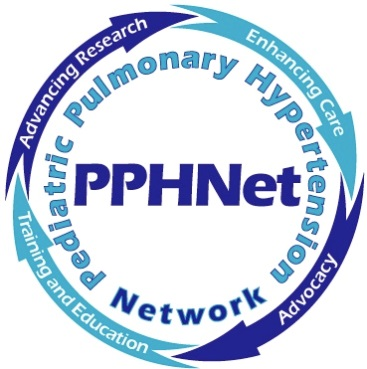 Advancing Research
Enhancing Care
Advocacy
Training and Education
Pediatric Pulmonary Hypertension
Network
PPHNet